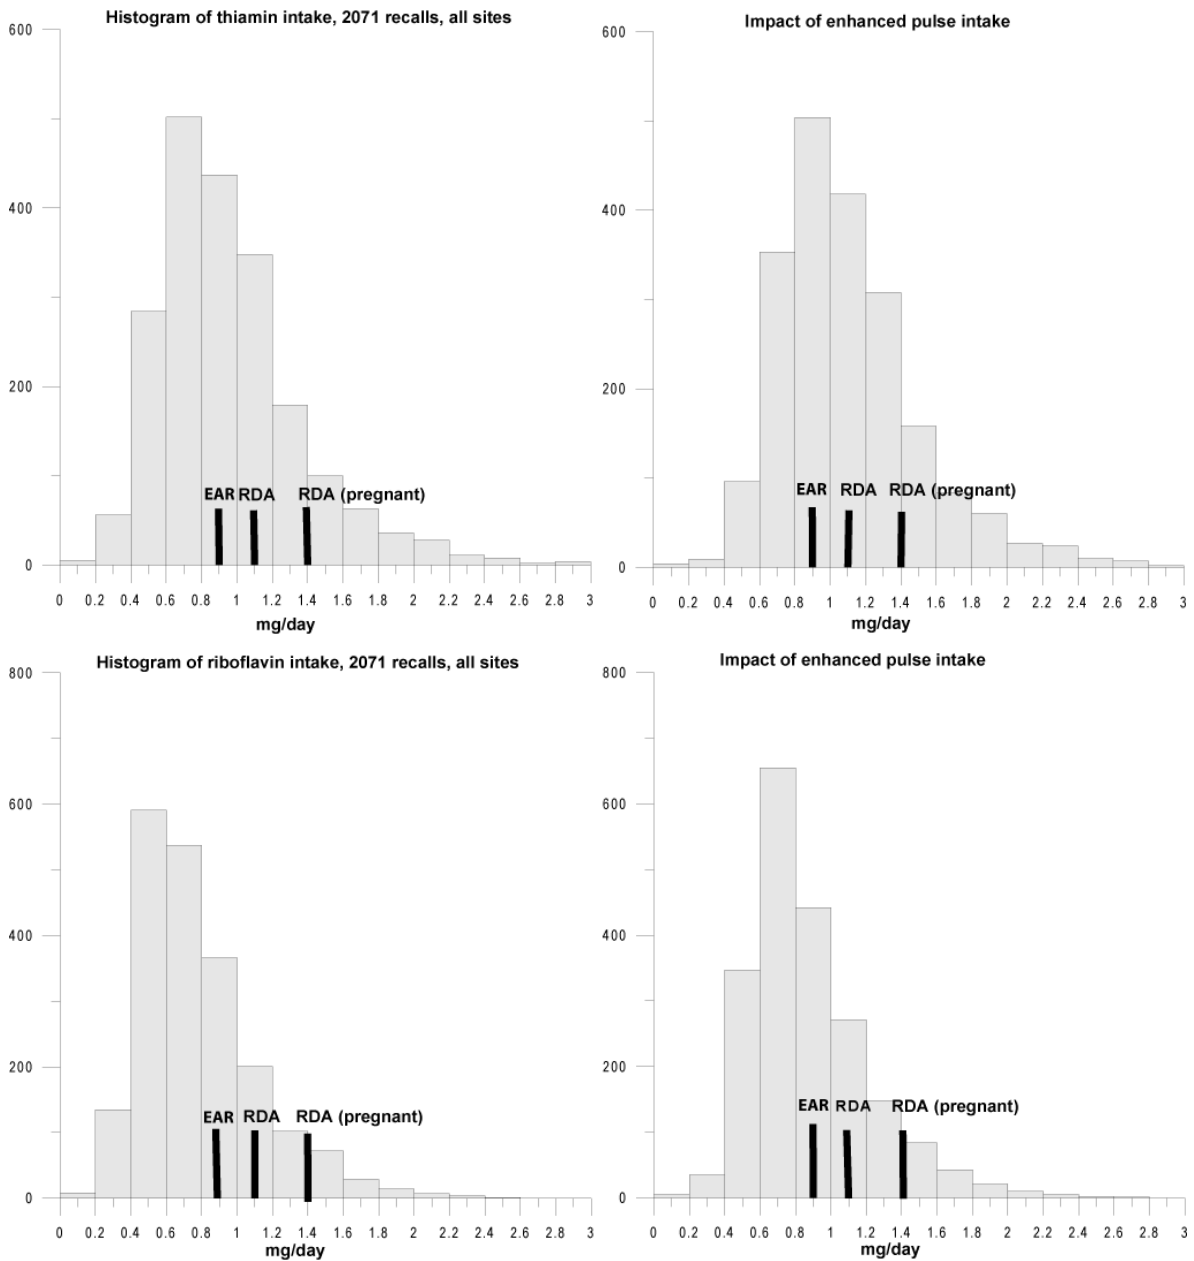 Histogram of thiamin intake, 2071 recalls, all sites
600
400
200
0
EAR RDA RDA (pregnant)
0 0.2 0.4 0.6 0.8 1 1.2 1.4 1.6 1.8 2 2.2 2.4 2.6 2.8 3
mg/day
Impact of enhanced pulse intake
600
400
200
0
EAR RDA RDA (pregnant)
0 0.2 0.4 0.6 0.8 1 1.2 1.4 1.6 1.8 2 2.2 2.4 2.6 2.8 3
mg/day
Histogram of riboflavin intake, 2071 recalls, all sites
800
600
400
200
0
EAR RDA RDA (pregnant)
0 0.2 0.4 0.6 0.8 1 1.2 1.4 1.6 1.8 2 2.2 2.4 2.6 2.8 3
mg/day
Impact of enhanced pulse intake
800
600
400
200
0
EAR RDA RDA (pregnant)
0 0.2 0.4 0.6 0.8 1 1.2 1.4 1.6 1.8 2 2.2 2.4 2.6 2.8 3
mg/day